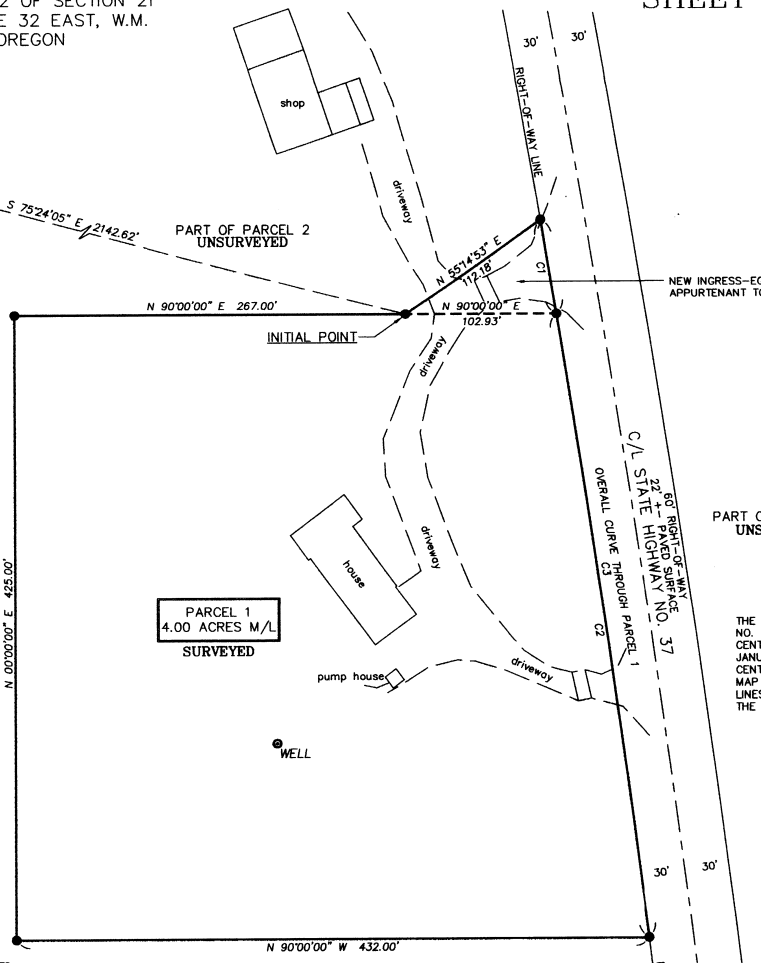 2 OF SECTION 21
E 32 EAST, W.M.
OREGON
SHEET
30'
30'
RIGHT-OF-WAY LINE
shop
driveway
S 75°24'05" E 2142.62'
PART OF PARCEL 2
UNSURVEYED
N 55°14'53" E
112.18'
C1
NEW INGRESS-EG
APPURTENANT TO
N 90°00'00" E 267.00'
N 90°00'00" E
102.93'
INITIAL POINT
driveway
C/L STATE HIGHWAY NO. 37
22' +- PAVED SURFACE
60' RIGHT-OF-WAY
OVERALL CURVE THROUGH PARCEL 1
C3
C2
PART O
UNS
driveway
house
N 00°00'00" E 425.00'
PARCEL 1
4.00 ACRES M/L
SURVEYED
THE
NO.
CENT
JANU
CENT
MAP
LINES
THE
driveway
pump house
WELL
30'
30'
N 90°00'00" W 432.00'